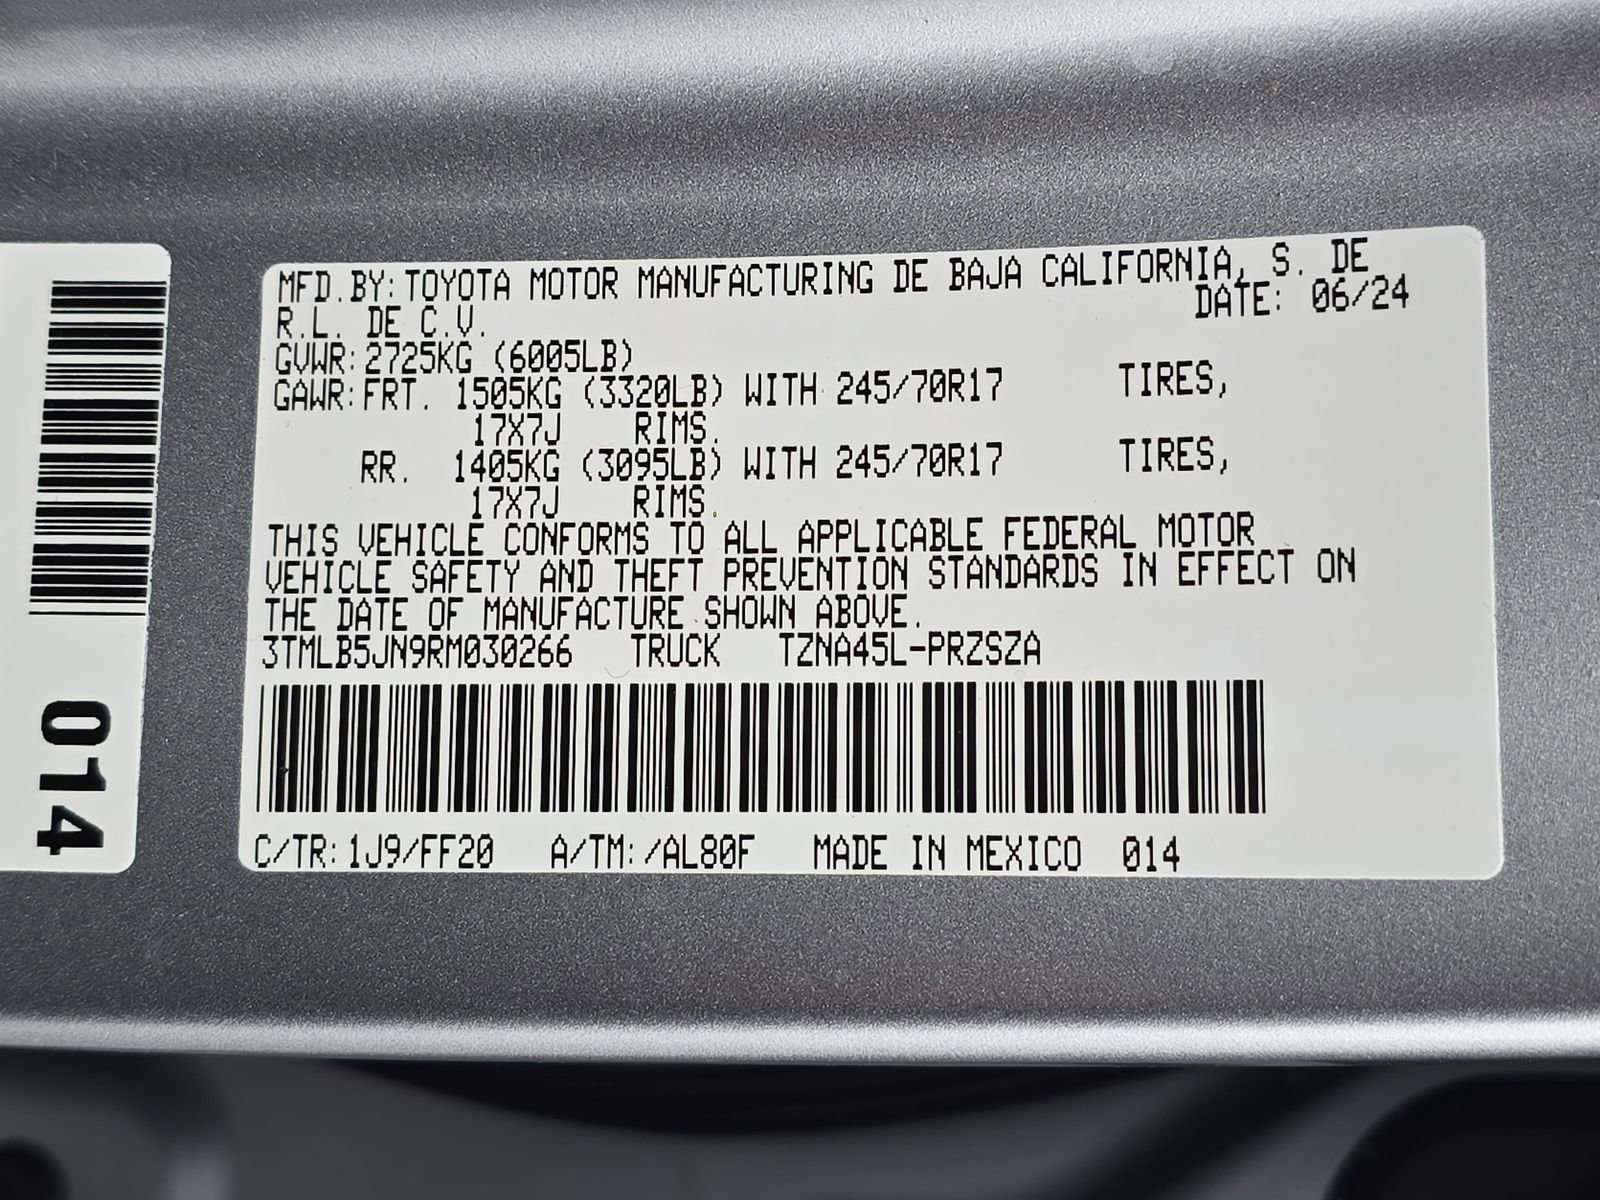 MFD.BY: TOYOTA MOTOR MANUFACTURING DE BAJA CALIFORNIA, S. DE
R.L. DE C.V. DATE: 06/24
GVWR: 2725KG (6005LB)
GAWR: FRT. 1505KG (3320LB) WITH 245/70R17 TIRES,
17X7J RIMS.
RR. 1405KG (3095LB) WITH 245/70R17 TIRES,
17X7J RIMS.
THIS VEHICLE CONFORMS TO ALL APPLICABLE FEDERAL MOTOR
VEHICLE SAFETY AND THEFT PREVENTION STANDARDS IN EFFECT ON
THE DATE OF MANUFACTURE SHOWN ABOVE.
3TMLB5JN9RM030266 TRUCK TZNA45L-PRZSZA
C/TR: 1J9/FF20 A/TM: /AL80F MADE IN MEXICO 014
014